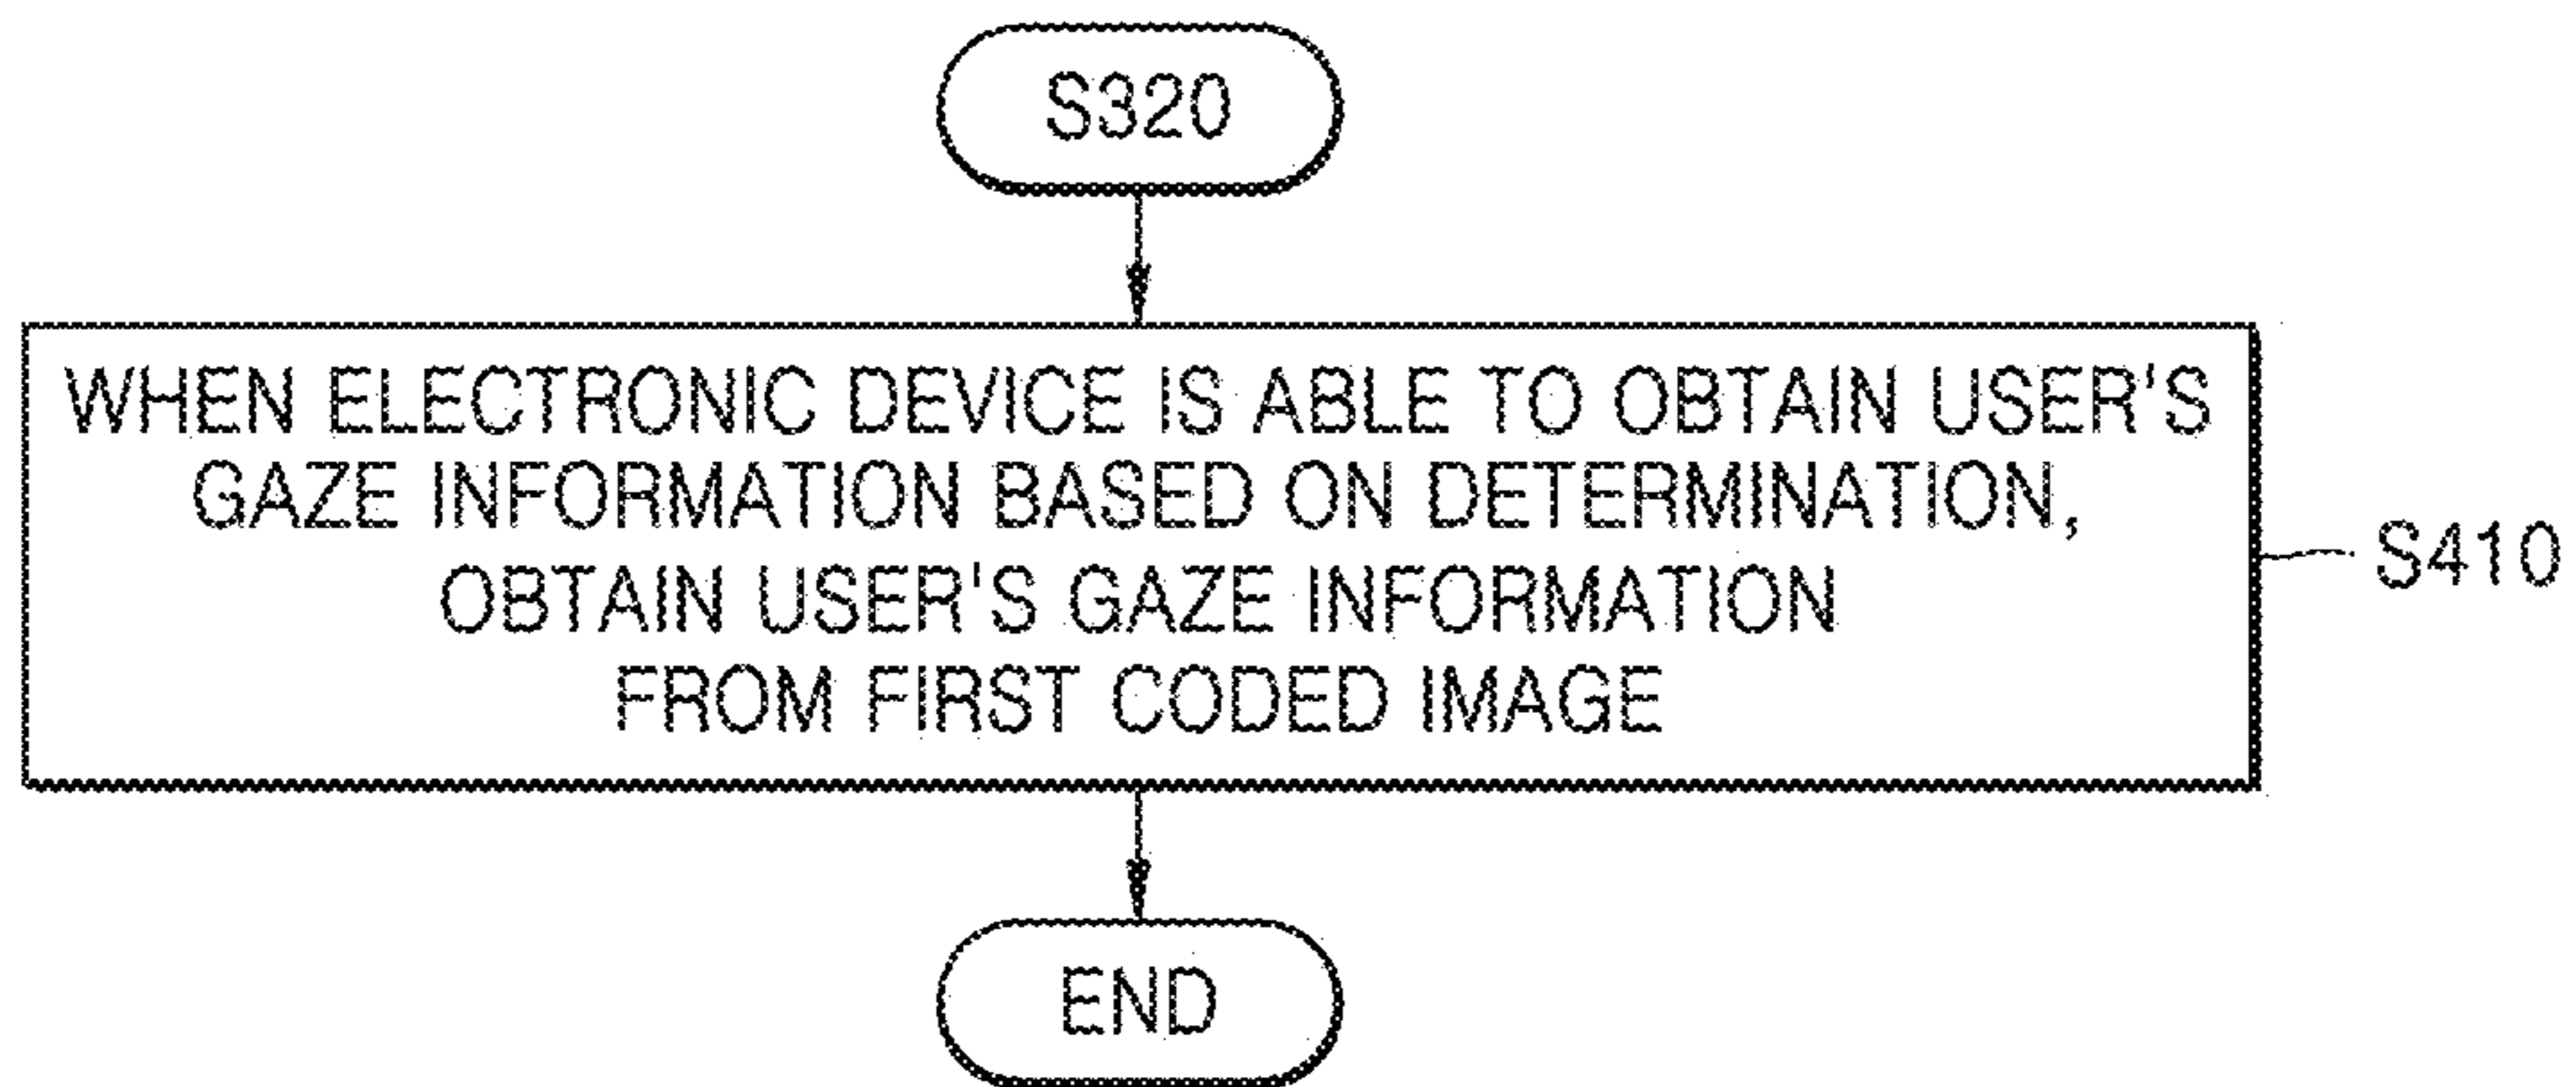 S320
WHEN ELECTRONIC DEVICE IS ABLE TO OBTAIN USER'S
GAZE INFORMATION BASED ON DETERMINATION,
OBTAIN USER'S GAZE INFORMATION
FROM FIRST CODED IMAGE
S410
END